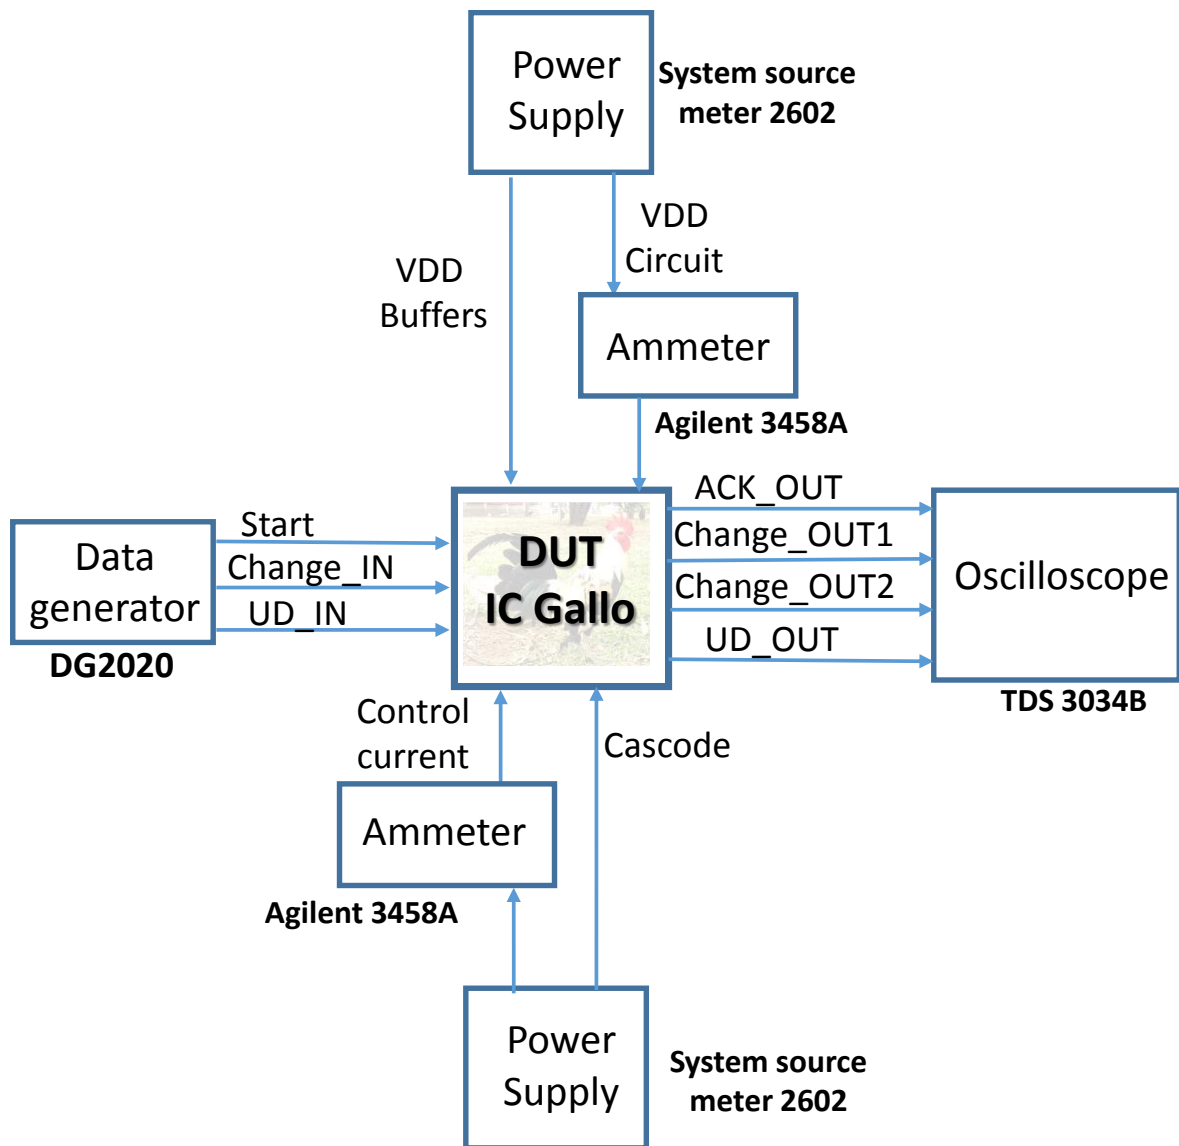 Power
Supply
System source
meter 2602
VDD
Circuit
VDD
Buffers
Ammeter
Agilent 3458A
Data
generator
DG2020
Start
Change_IN
UD_IN
DUT
IC Gallo
ACK_OUT
Change_OUT1
Change_OUT2
UD_OUT
Oscilloscope
TDS 3034B
Control
current
Cascode
Ammeter
Agilent 3458A
Power
Supply
System source
meter 2602